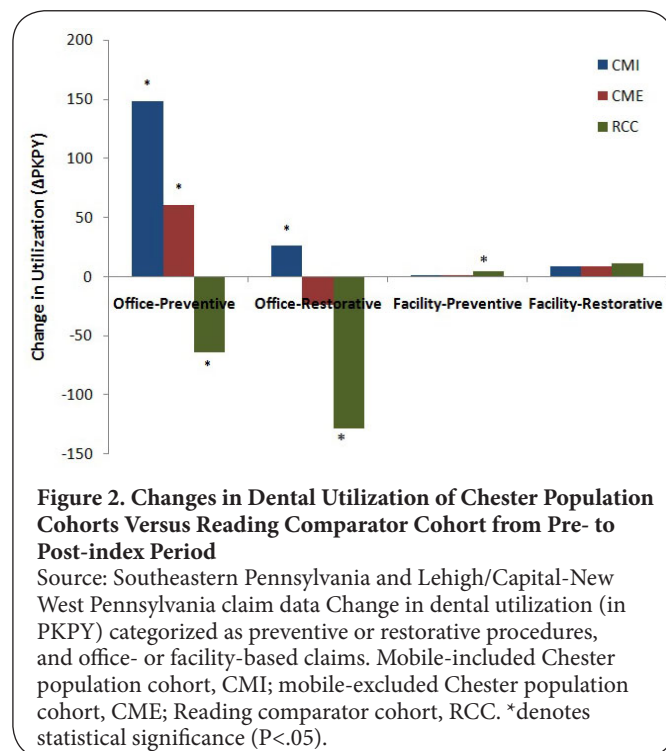 200
150
100
50
0
-50
-100
-150
Change in Utilization (ΔPKPY)
CMI
CME
RCC
*
*
*
*
*
*
Office-Preventive Office-Restorative Facility-Preventive Facility-Restorative
Figure 2. Changes in Dental Utilization of Chester Population
Cohorts Versus Reading Comparator Cohort from Pre- to
Post-index Period
Source: Southeastern Pennsylvania and Lehigh/Capital-New
West Pennsylvania claim data Change in dental utilization (in
PKPY) categorized as preventive or restorative procedures,
and office- or facility-based claims. Mobile-included Chester
population cohort, CMI; mobile-excluded Chester population
cohort, CME; Reading comparator cohort, RCC. *denotes
statistical significance (P<.05).